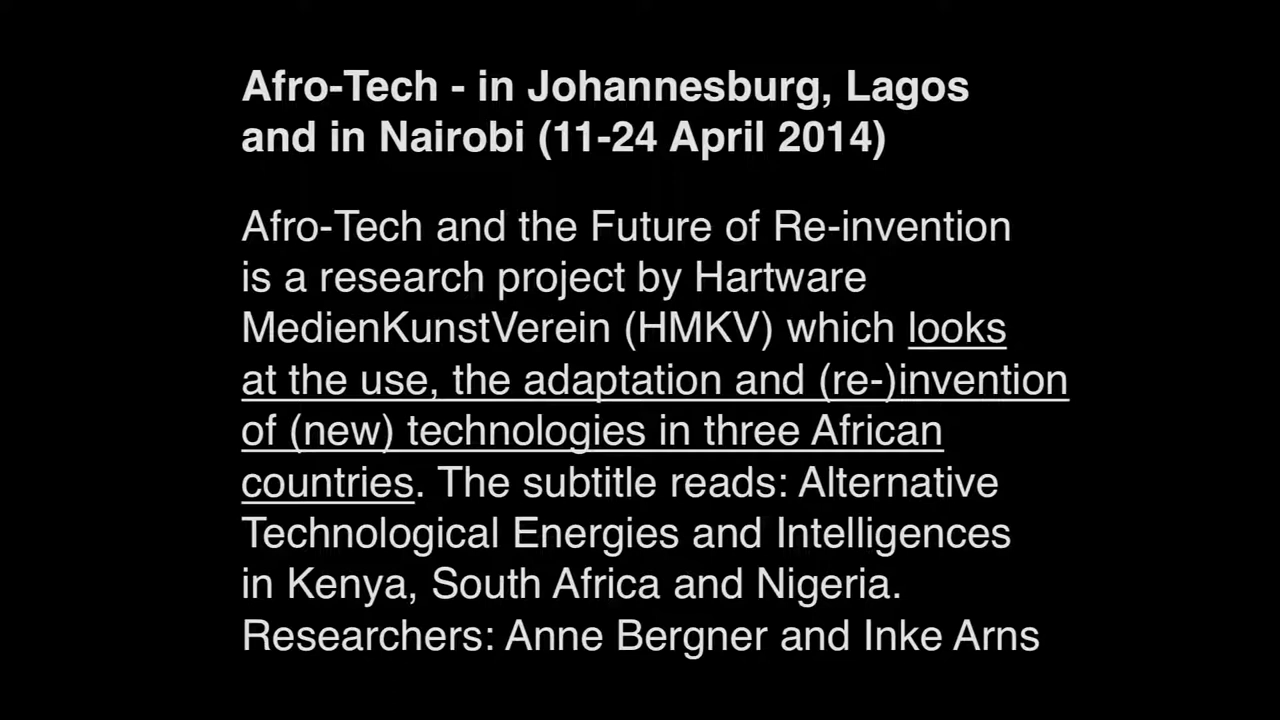 Afro-Tech - in Johannesburg, Lagos
and in Nairobi (11-24 April 2014)
Afro-Tech and the Future of Re-invention
is a research project by Hartware
MedienKunstVerein (HMKV) which looks
at the use, the adaptation and (re-)invention
of (new) technologies in three African
countries. The subtitle reads: Alternative
Technological Energies and Intelligences
in Kenya, South Africa and Nigeria.
Researchers: Anne Bergner and Inke Arns